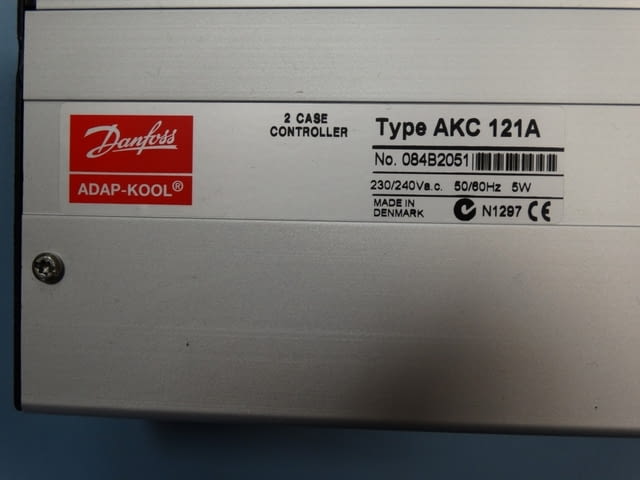 Danfoss
ADAP-KOOL®
2 CASE
CONTROLLER
Type AKC 121A
No. 084B2051
230/240Va.c. 50/60Hz 5W
MADE IN
DENMARK
N1297 CE